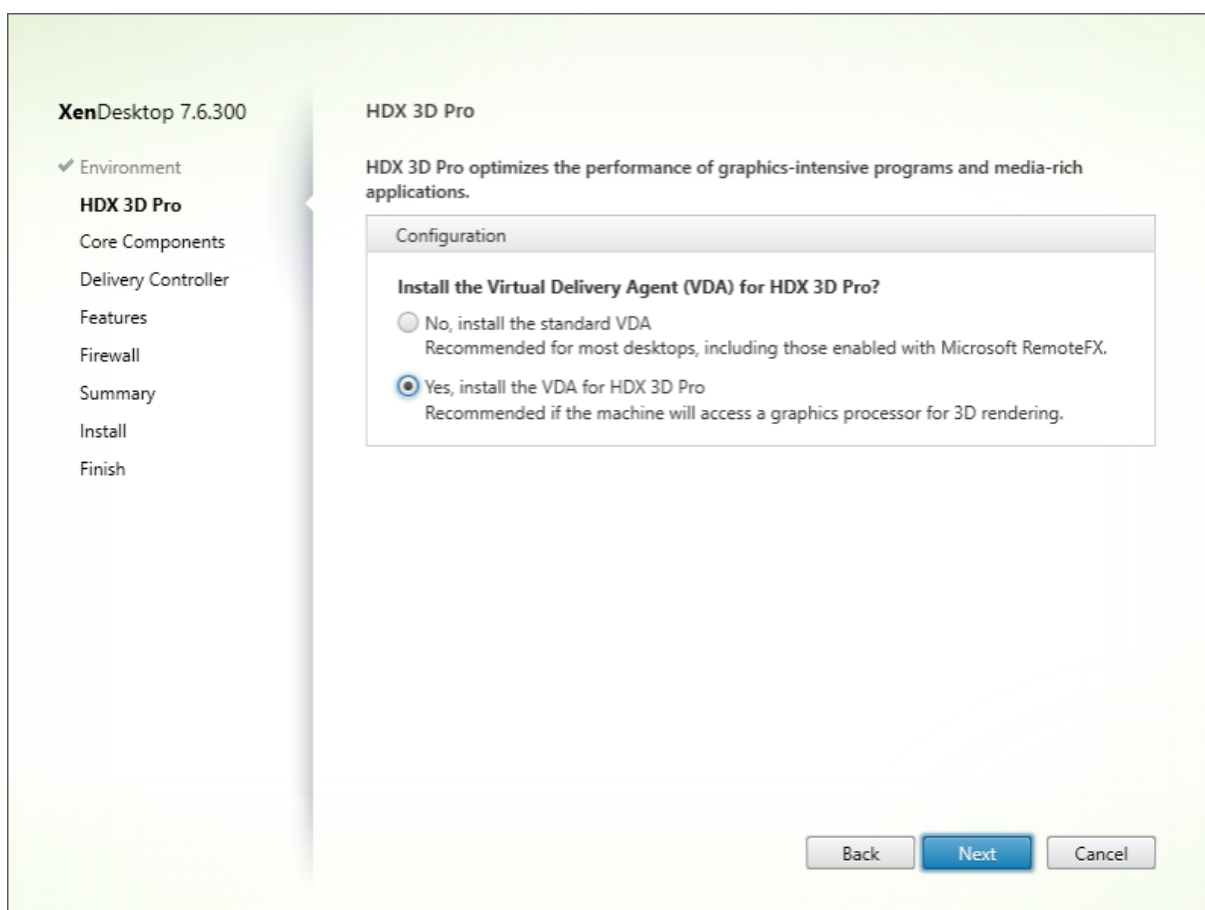 XenDesktop 7.6.300
Environment
HDX 3D Pro
Core Components
Delivery Controller
Features
Firewall
Summary
Install
Finish
HDX 3D Pro
HDX 3D Pro optimizes the performance of graphics-intensive programs and media-rich
applications.
Configuration
Install the Virtual Delivery Agent (VDA) for HDX 3D Pro?
No, install the standard VDA
Recommended for most desktops, including those enabled with Microsoft RemoteFX.
Yes, install the VDA for HDX 3D Pro
Recommended if the machine will access a graphics processor for 3D rendering.
Back
Next
Cancel